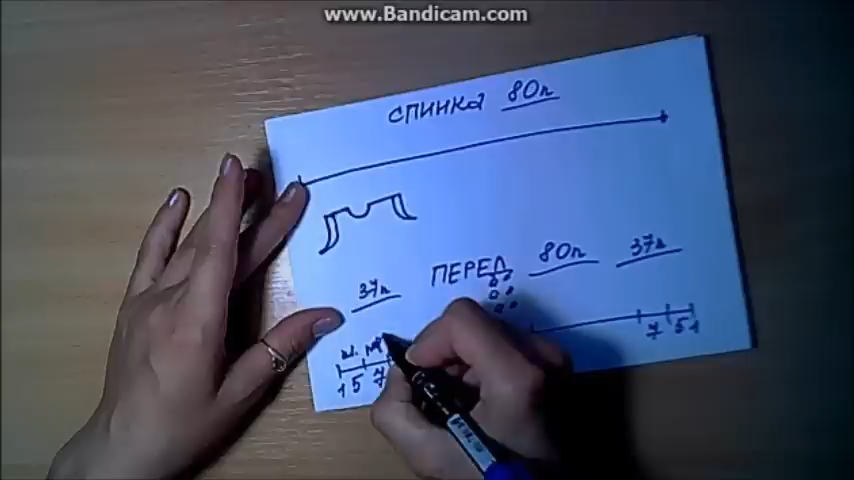 www.Bandicam.com
СПИНКА 80п
ПЕРЕД 80п 37п
37п
7 5 1
1 5 7